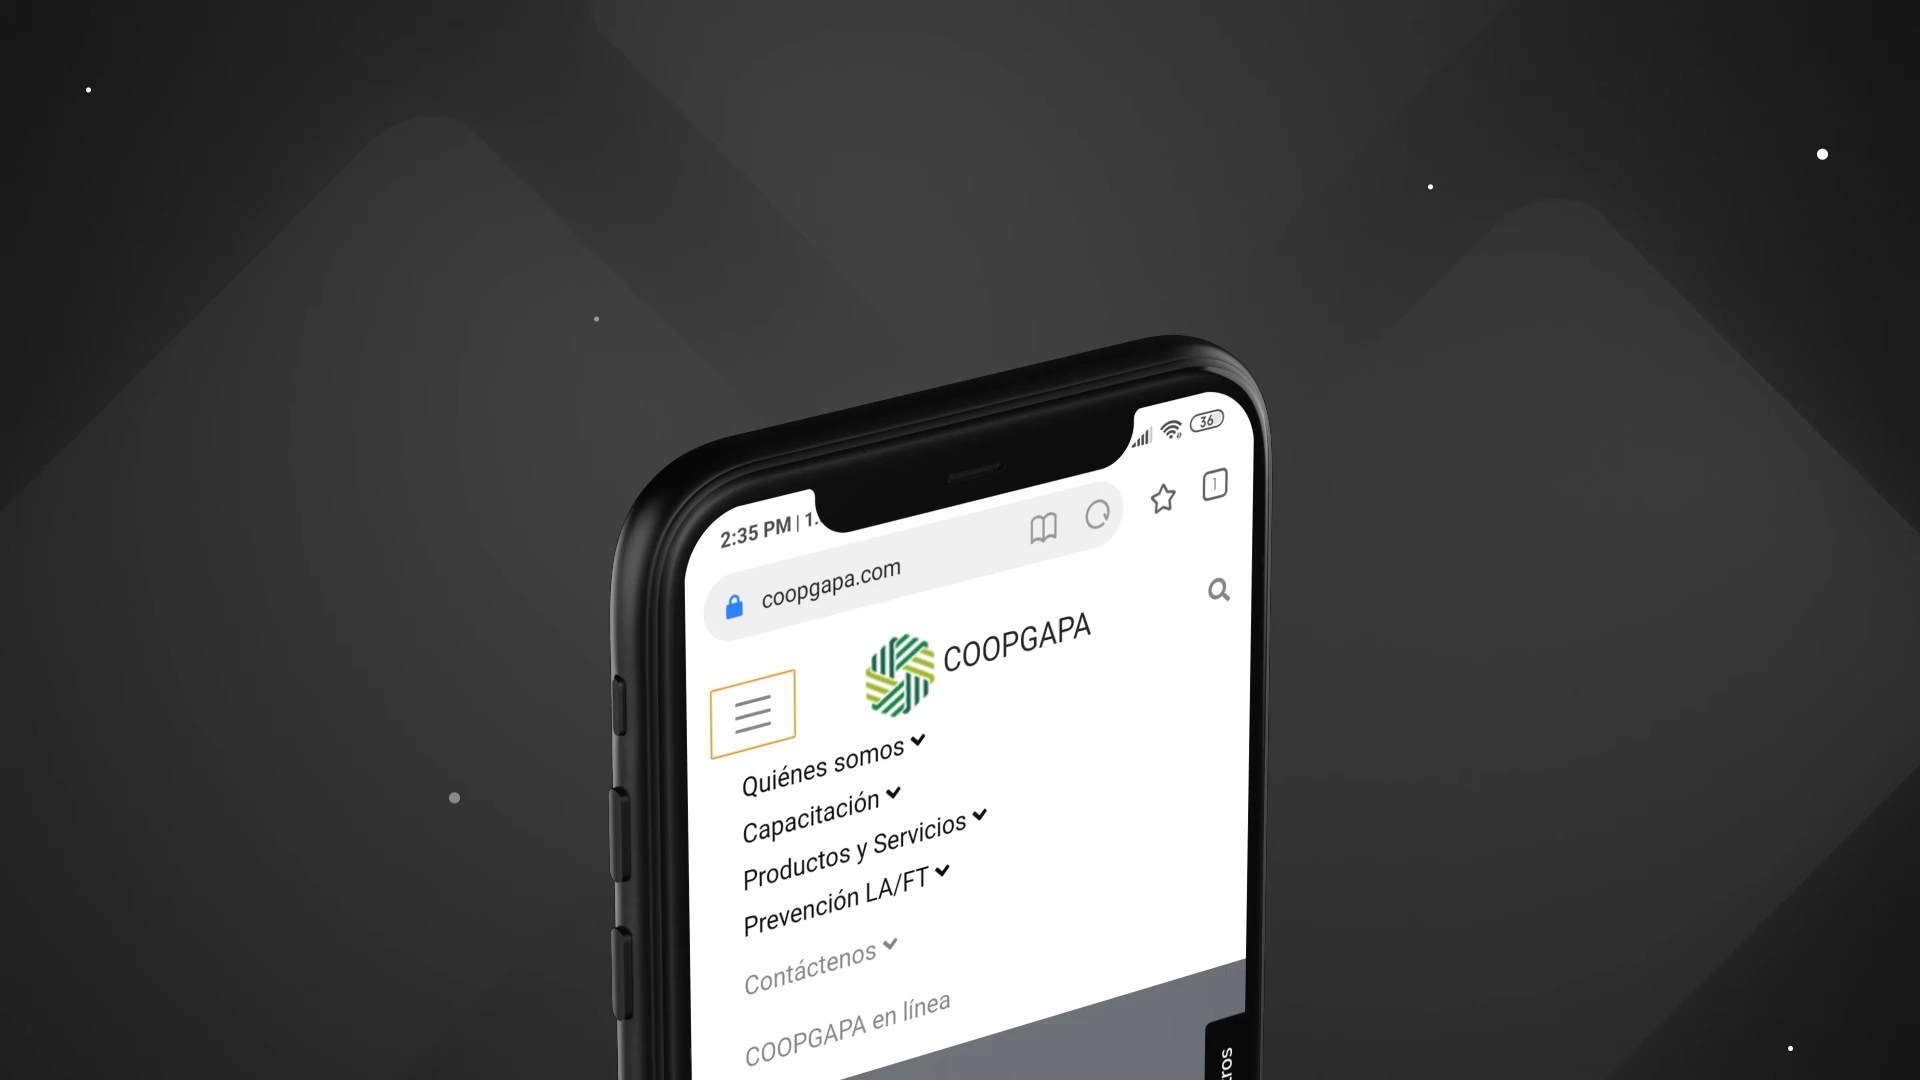 2:35 PM | 1.
36
coopgapa.com
1
COOPGAPA
Quiénes somos
Capacitación
Productos y Servicios
Prevención LA/FT
Contáctenos
COOPGAPA en línea